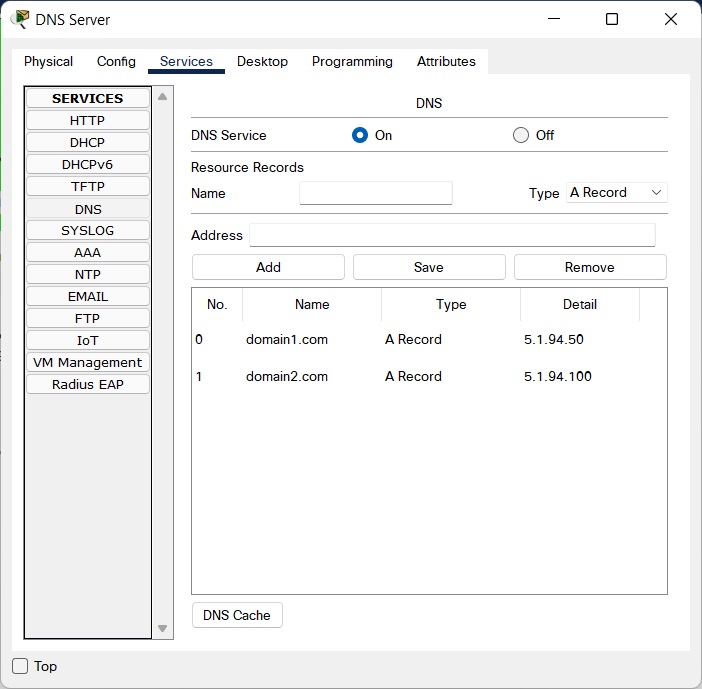 DNS Server
Physical Config Services Desktop Programming Attributes
SERVICES
HTTP
DHCP
DHCPv6
TFTP
DNS
SYSLOG
AAA
NTP
EMAIL
FTP
IoT
VM Management
Radius EAP
DNS
DNS Service On Off
Resource Records
Name Type A Record
Address
Add Save Remove
No. Name Type Detail
0 domain1.com A Record 5.1.94.50
1 domain2.com A Record 5.1.94.100
DNS Cache
Top